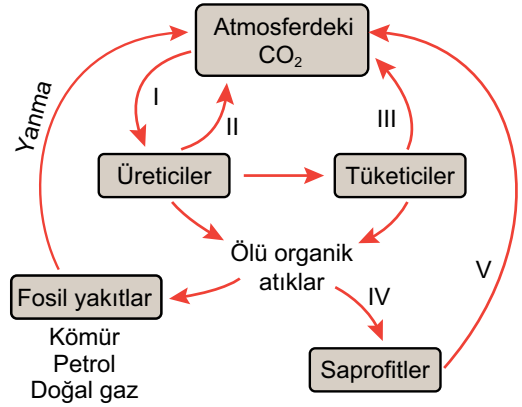 Atmosferdeki
CO₂
Yanma
I
II
III
Üreticiler
Tüketiciler
Ölü organik
atıklar
V
Fosil yakıtlar
IV
Kömür
Petrol
Doğal gaz
Saprofitler